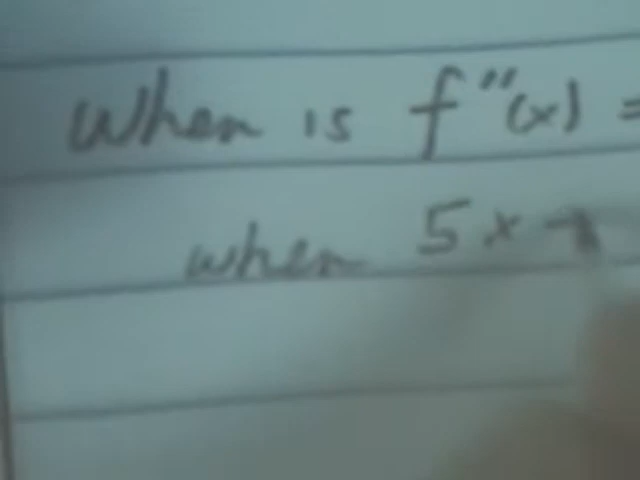 When is f"(x) =
when 5x